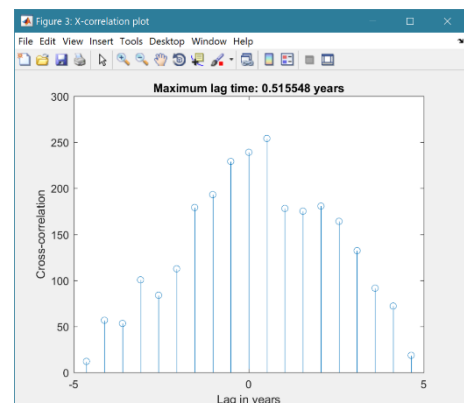 Figure 3: X-correlation plot
File Edit View Insert Tools Desktop Window Help
Maximum lag time: 0.515548 years
300
250
200
150
100
50
0
Cross-correlation
-5 0 5
Lag in years